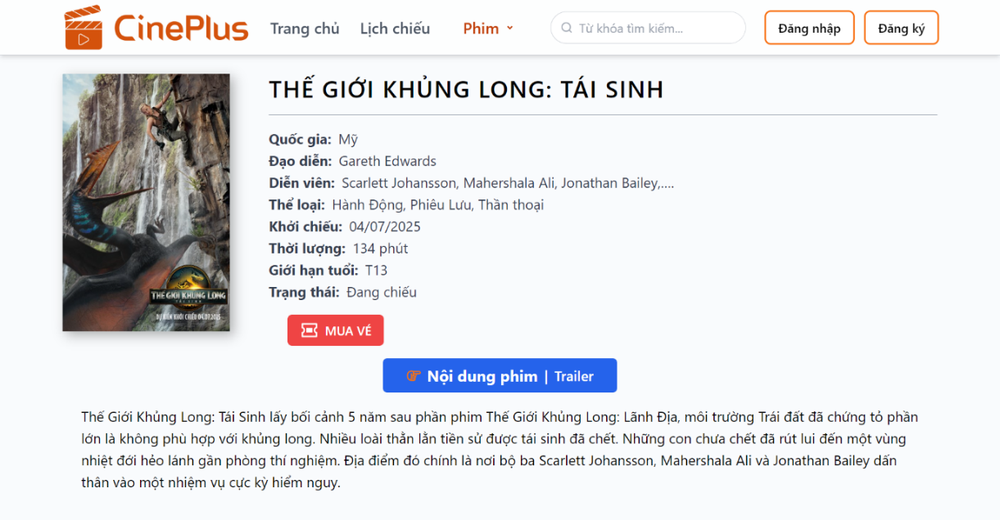 CinePlus
Trang chủ
Lịch chiếu
Phim
Từ khóa tìm kiếm...
Đăng nhập
Đăng ký
THẾ GIỚI KHỦNG LONG: TÁI SINH
Quốc gia: Mỹ
Đạo diễn: Gareth Edwards
Diễn viên: Scarlett Johansson, Mahershala Ali, Jonathan Bailey,....
Thể loại: Hành Động, Phiêu Lưu, Thần thoại
Khởi chiếu: 04/07/2025
Thời lượng: 134 phút
Giới hạn tuổi: T13
Trạng thái: Đang chiếu
THẾ GIỚI KHỦNG LONG
TÁI SINH
DỰ KIẾN KHỞI CHIẾU 04.07.2025
MUA VÉ
Nội dung phim | Trailer
Thế Giới Khủng Long: Tái Sinh lấy bối cảnh 5 năm sau phần phim Thế Giới Khủng Long: Lãnh Địa, môi trường Trái đất đã chứng tỏ phần
lớn là không phù hợp với khủng long. Nhiều loài thằn lằn tiền sử được tái sinh đã chết. Những con chưa chết đã rút lui đến một vùng
nhiệt đới hẻo lánh gần phòng thí nghiệm. Địa điểm đó chính là nơi bộ ba Scarlett Johansson, Mahershala Ali và Jonathan Bailey dấn
thân vào một nhiệm vụ cực kỳ hiểm nguy.